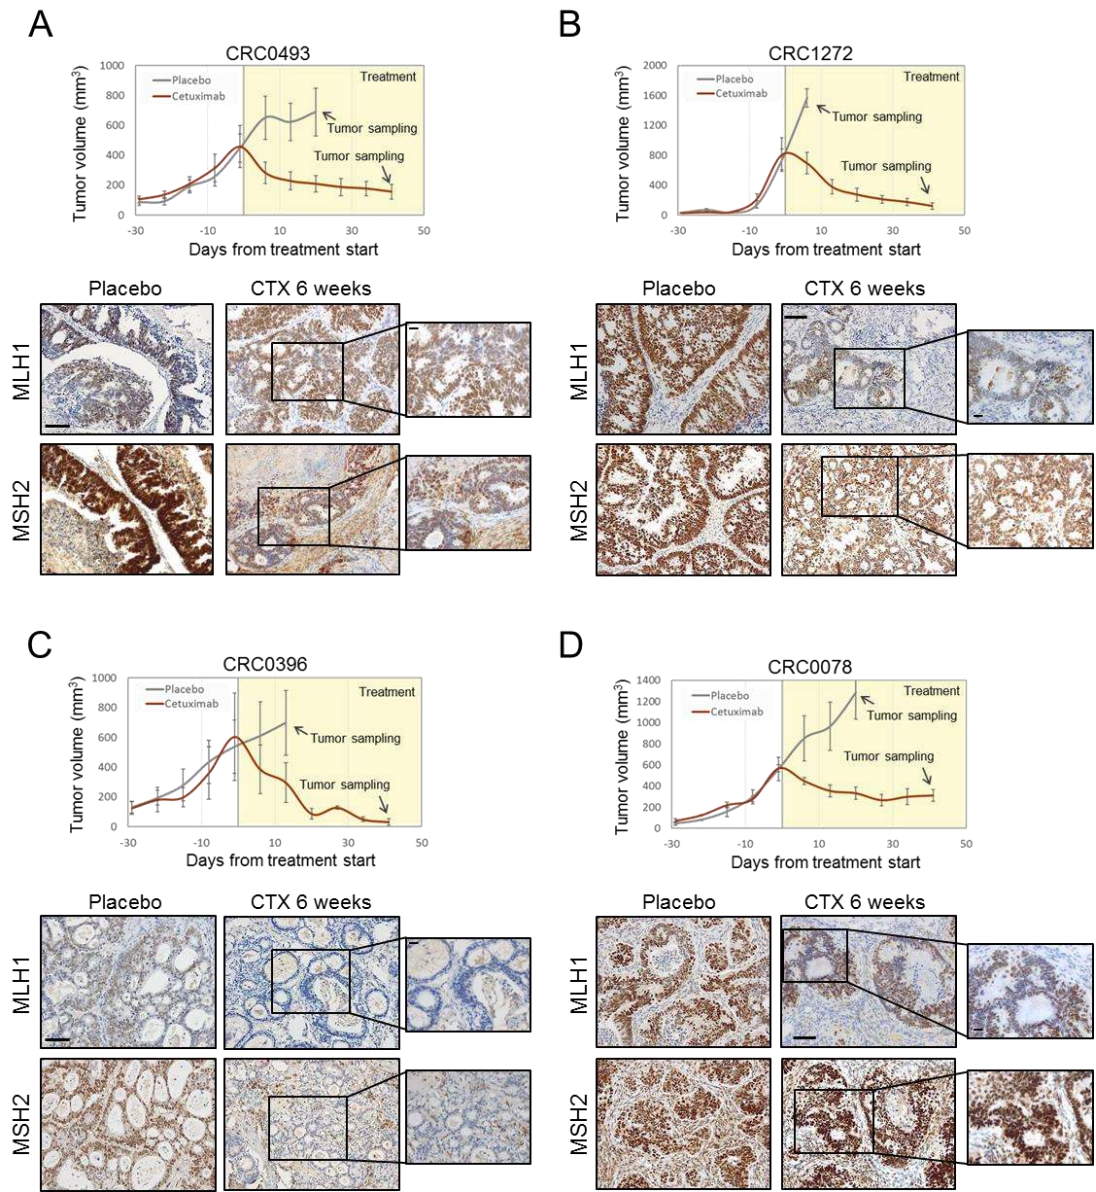 A
CRC0493
Tumor volume (mm3)
1000
800
600
400
200
0
Placebo
Cetuximab
Treatment
Tumor sampling
Tumor sampling
-30
-10
10
30
50
Days from treatment start
Placebo
CTX 6 weeks
MLH1
MSH2
B
CRC1272
Tumor volume (mm3)
2000
1600
1200
800
400
0
Placebo
Cetuximab
Treatment
Tumor sampling
Tumor sampling
-30
-10
10
30
50
Days from treatment start
Placebo
CTX 6 weeks
MLH1
MSH2
C
CRC0396
Tumor volume (mm3)
1000
800
600
400
200
0
Placebo
Cetuximab
Treatment
Tumor sampling
Tumor sampling
-30
-10
10
30
50
Days from treatment start
Placebo
CTX 6 weeks
MLH1
MSH2
D
CRC0078
Tumor volume (mm3)
1400
1200
1000
800
600
400
200
0
Placebo
Cetuximab
Treatment
Tumor sampling
Tumor sampling
-30
-10
10
30
50
Days from treatment start
Placebo
CTX 6 weeks
MLH1
MSH2